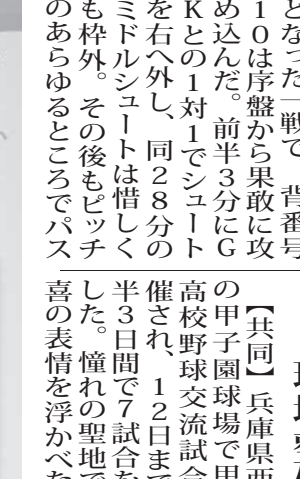 となった一戦で、背番号
10は序盤から果敢に攻
め込んだ。前半3分にG
Kとの1対1でシュート
を右へ外し、同28分の
ミドルシュートは惜しく
も枠外。その後もピッチ
のあらゆるところでパス
【共同】兵庫県西
の甲子園球場で甲
高校野球交流試合
催され、12日まで
半3日間で7試合を
した。憧れの聖地で
喜の表情を浮かべた